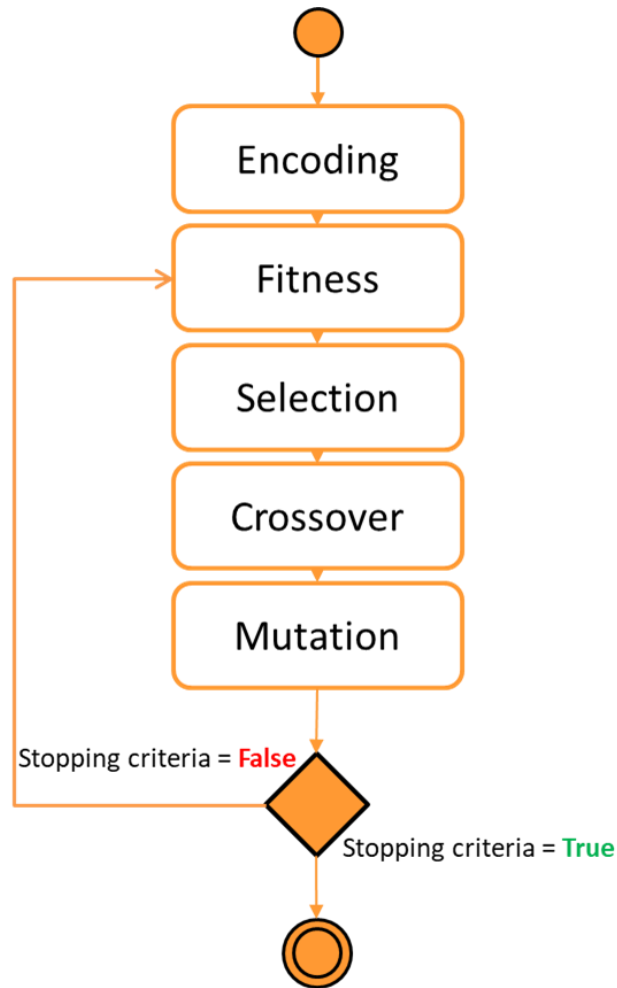 Encoding
Fitness
Selection
Crossover
Mutation
Stopping criteria = False
Stopping criteria = True